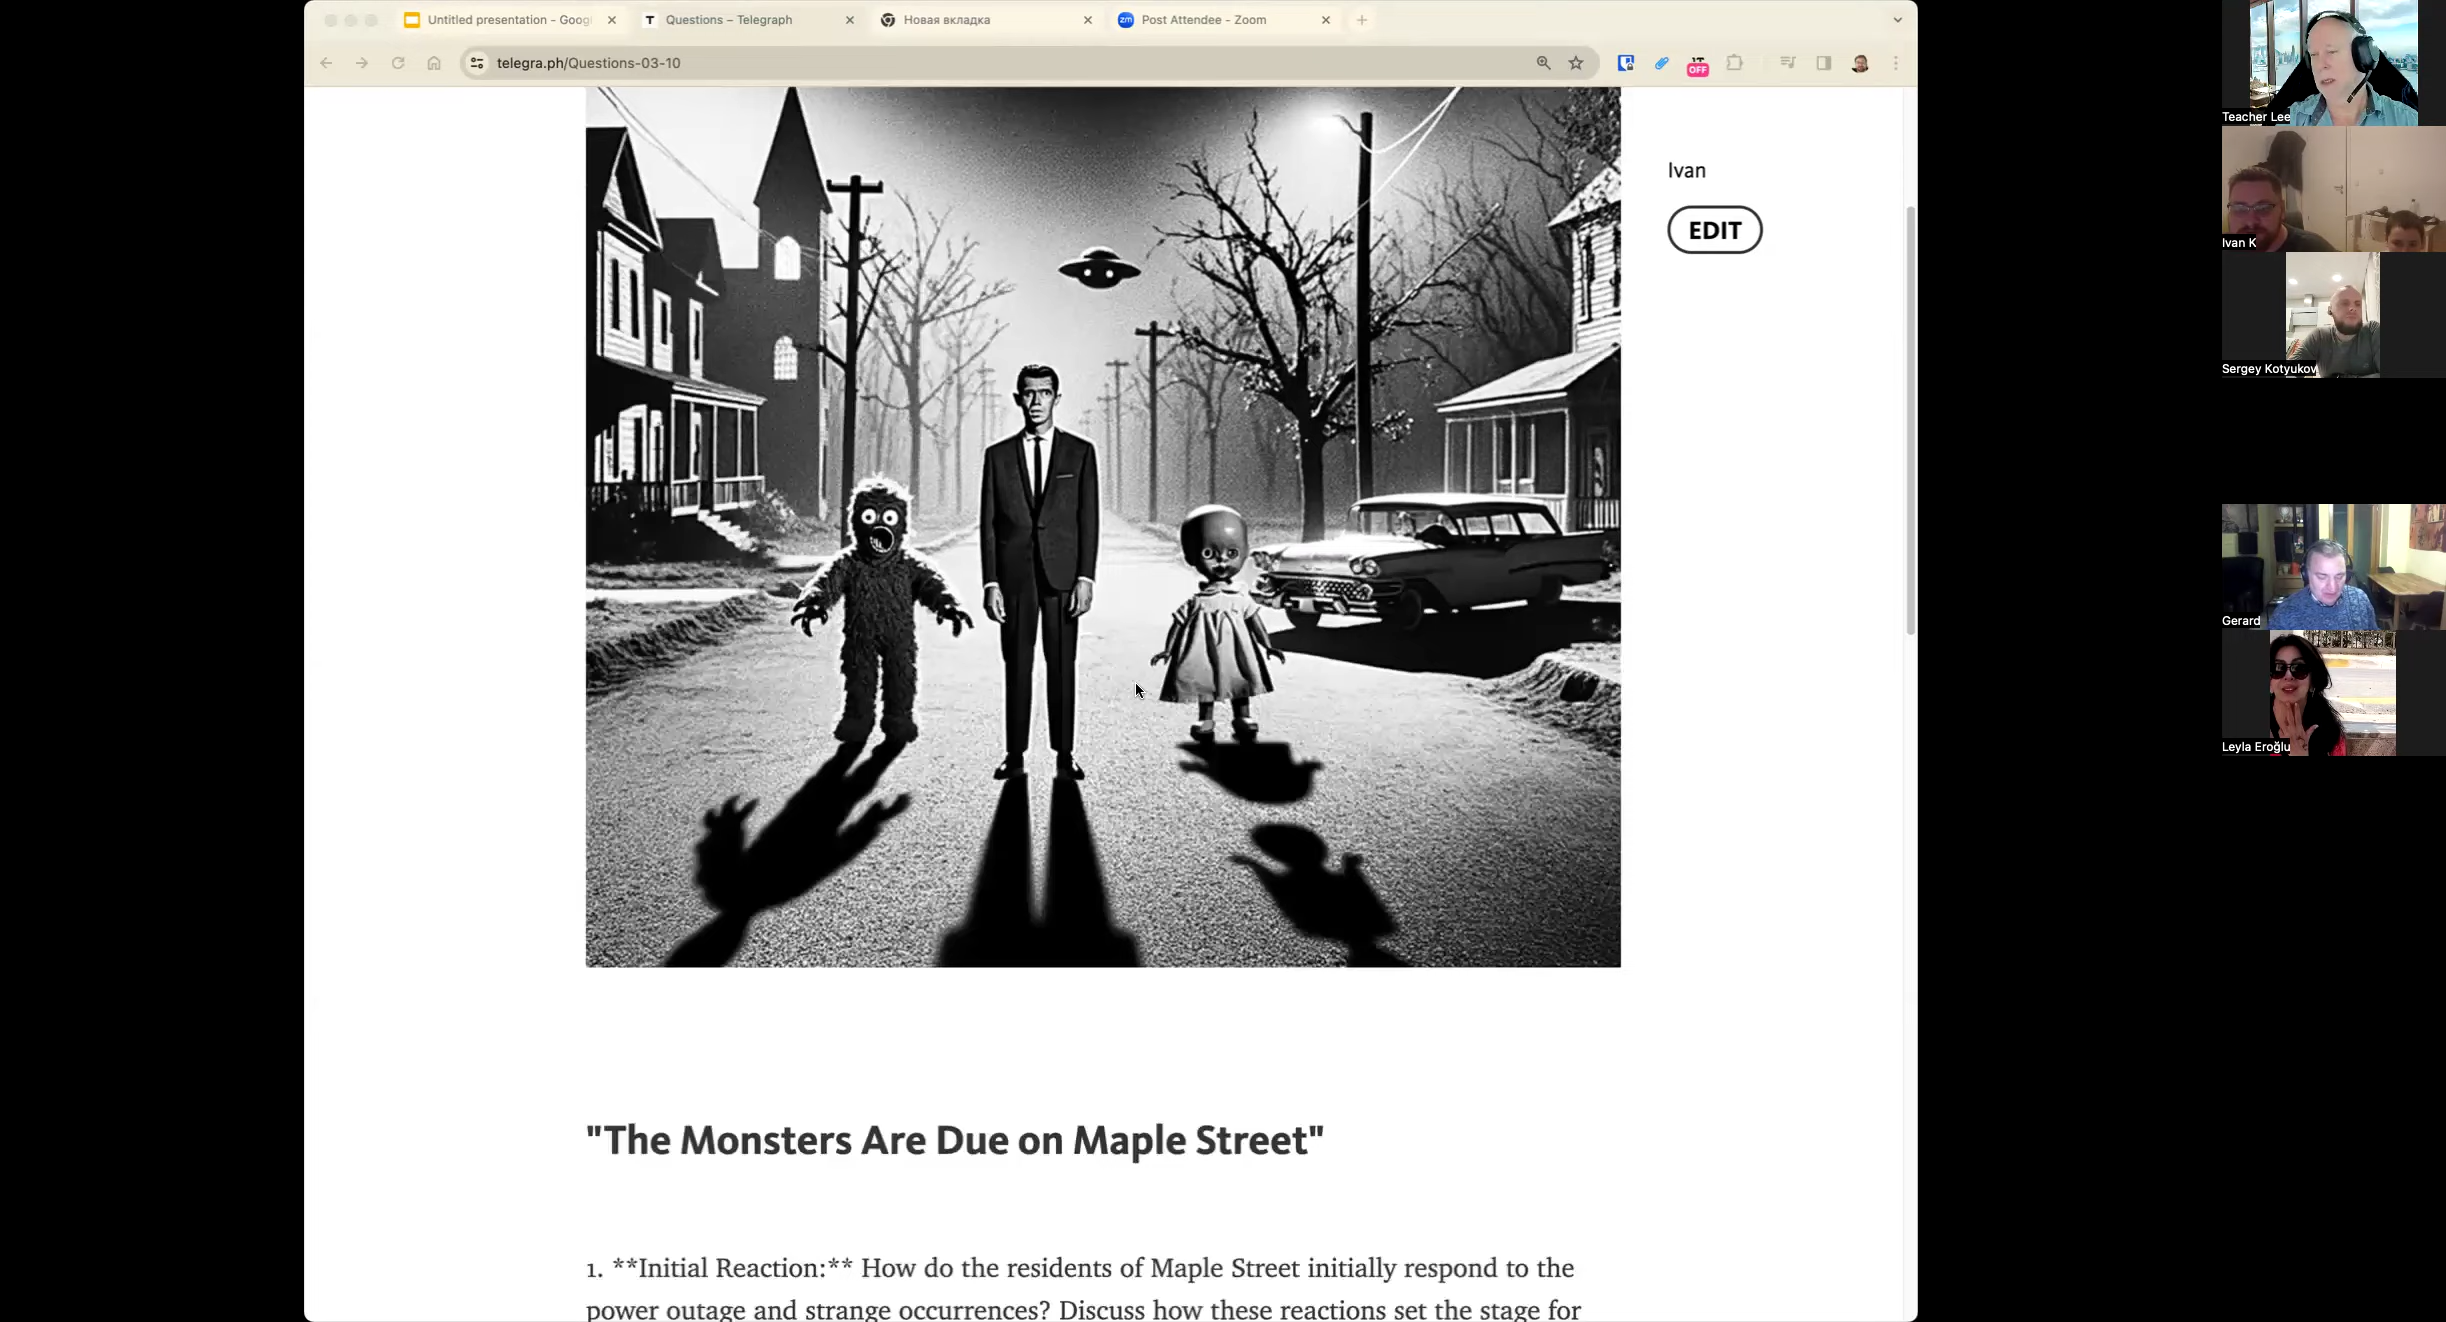 Untitled presentation - Goog
Questions – Telegraph
Новая вкладка
zm
Post Attendee - Zoom
telegra.ph/Questions-03-10
OFF
Ivan
EDIT
"The Monsters Are Due on Maple Street"
1. **Initial Reaction:** How do the residents of Maple Street initially respond to the
power outage and strange occurrences? Discuss how these reactions set the stage for
Teacher Lee
Ivan K
Sergey Kotyukov
Gerard
Leyla Eroğlu